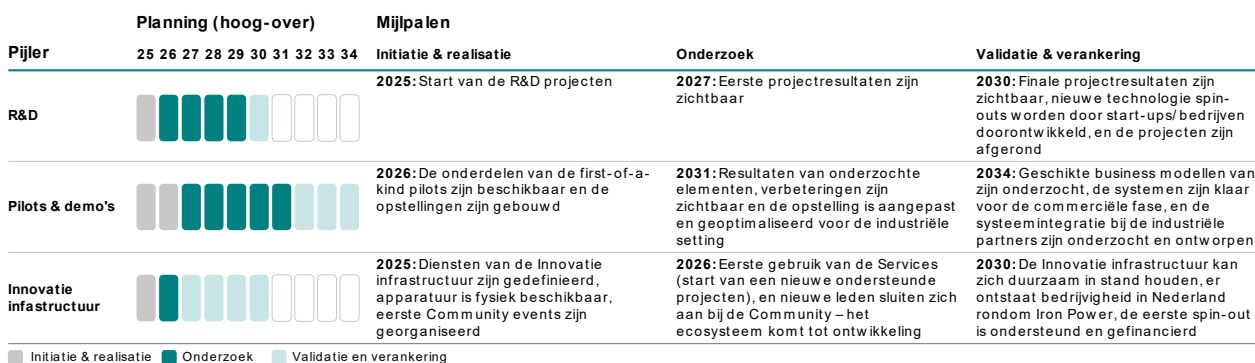 Planning (hoog-over) Mijlpalen
Pijler 25 26 27 28 29 30 31 32 33 34 Initiatie & realisatie Onderzoek Validatie & verankering
R&D
2025: Start van de R&D projecten
2027: Eerste projectresultaten zijn
zichtbaar
2030: Finale projectresultaten zijn
zichtbaar, nieuwe technologie spin-
outs worden door start-ups/ bedrijven
doorontwikkeld, en de projecten zijn
afgerond
Pilots & demo's
2026: De onderdelen van de first-of-a-
kind pilots zijn beschikbaar en de
opstellingen zijn gebouwd
2031: Resultaten van onderzochte
elementen, verbeteringen zijn
zichtbaar en de opstelling is aangepast
en geoptimaliseerd voor de industriële
setting
2034: Geschikte business modellen van
zijn onderzocht, de systemen zijn klaar
voor de commerciële fase, en de
systeemintegratie bij de industriële
partners zijn onderzocht en ontworpen
Innovatie
infastructuur
2025: Diensten van de Innovatie
infrastructuur zijn gedefinieerd,
apparatuur is fysiek beschikbaar,
eerste Community events zijn
georganiseerd
2026: Eerste gebruik van de Services
(start van een nieuwe ondersteunde
projecten), en nieuwe leden sluiten zich
aan bij de Community – het
ecosysteem komt tot ontwikkeling
2030: De Innovatie infrastructuur kan
zich duurzaam in stand houden, er
ontstaat bedrijvigheid in Nederland
rondom Iron Power, de eerste spin-out
is ondersteund en gefinancierd
Initiatie & realisatie Onderzoek Validatie en verankering